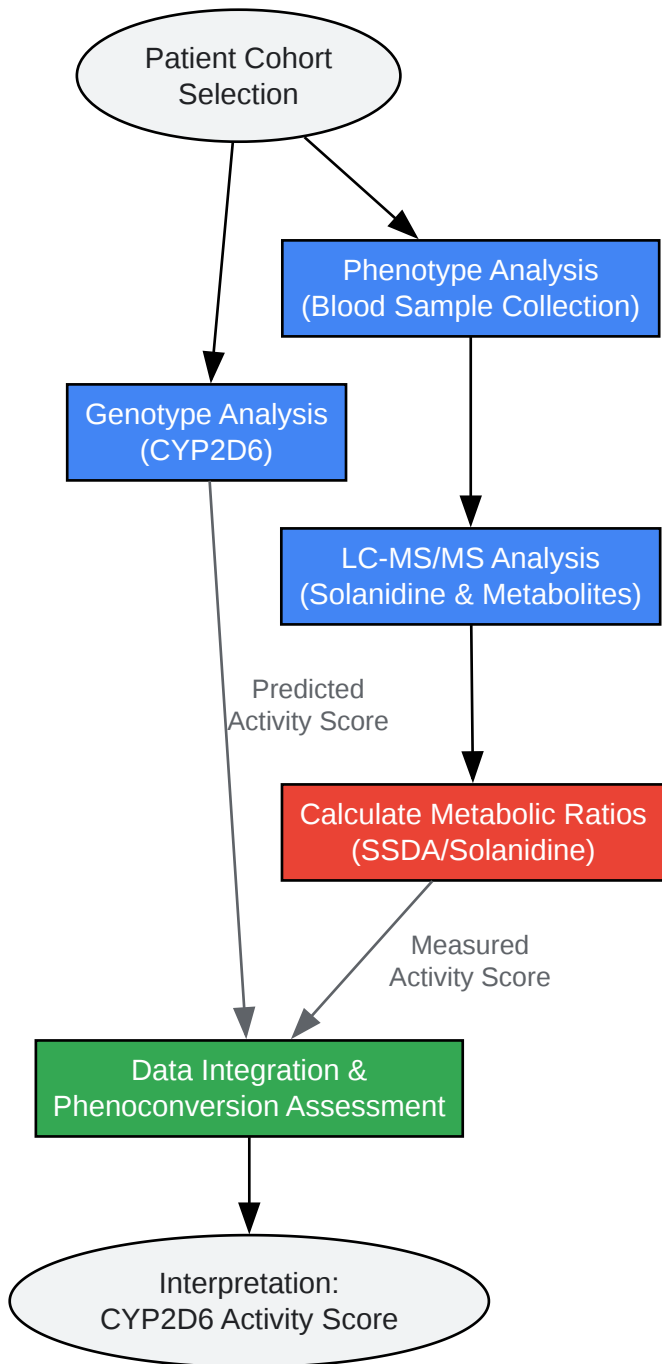 Patient Cohort
Selection
Phenotype Analysis
(Blood Sample Collection)
Genotype Analysis
(CYP2D6)
LC-MS/MS Analysis
(Solanidine & Metabolites)
Predicted
Activity Score
Calculate Metabolic Ratios
(SSDA/Solanidine)
Measured
Activity Score
Data Integration &
Phenoconversion Assessment
Interpretation:
CYP2D6 Activity Score